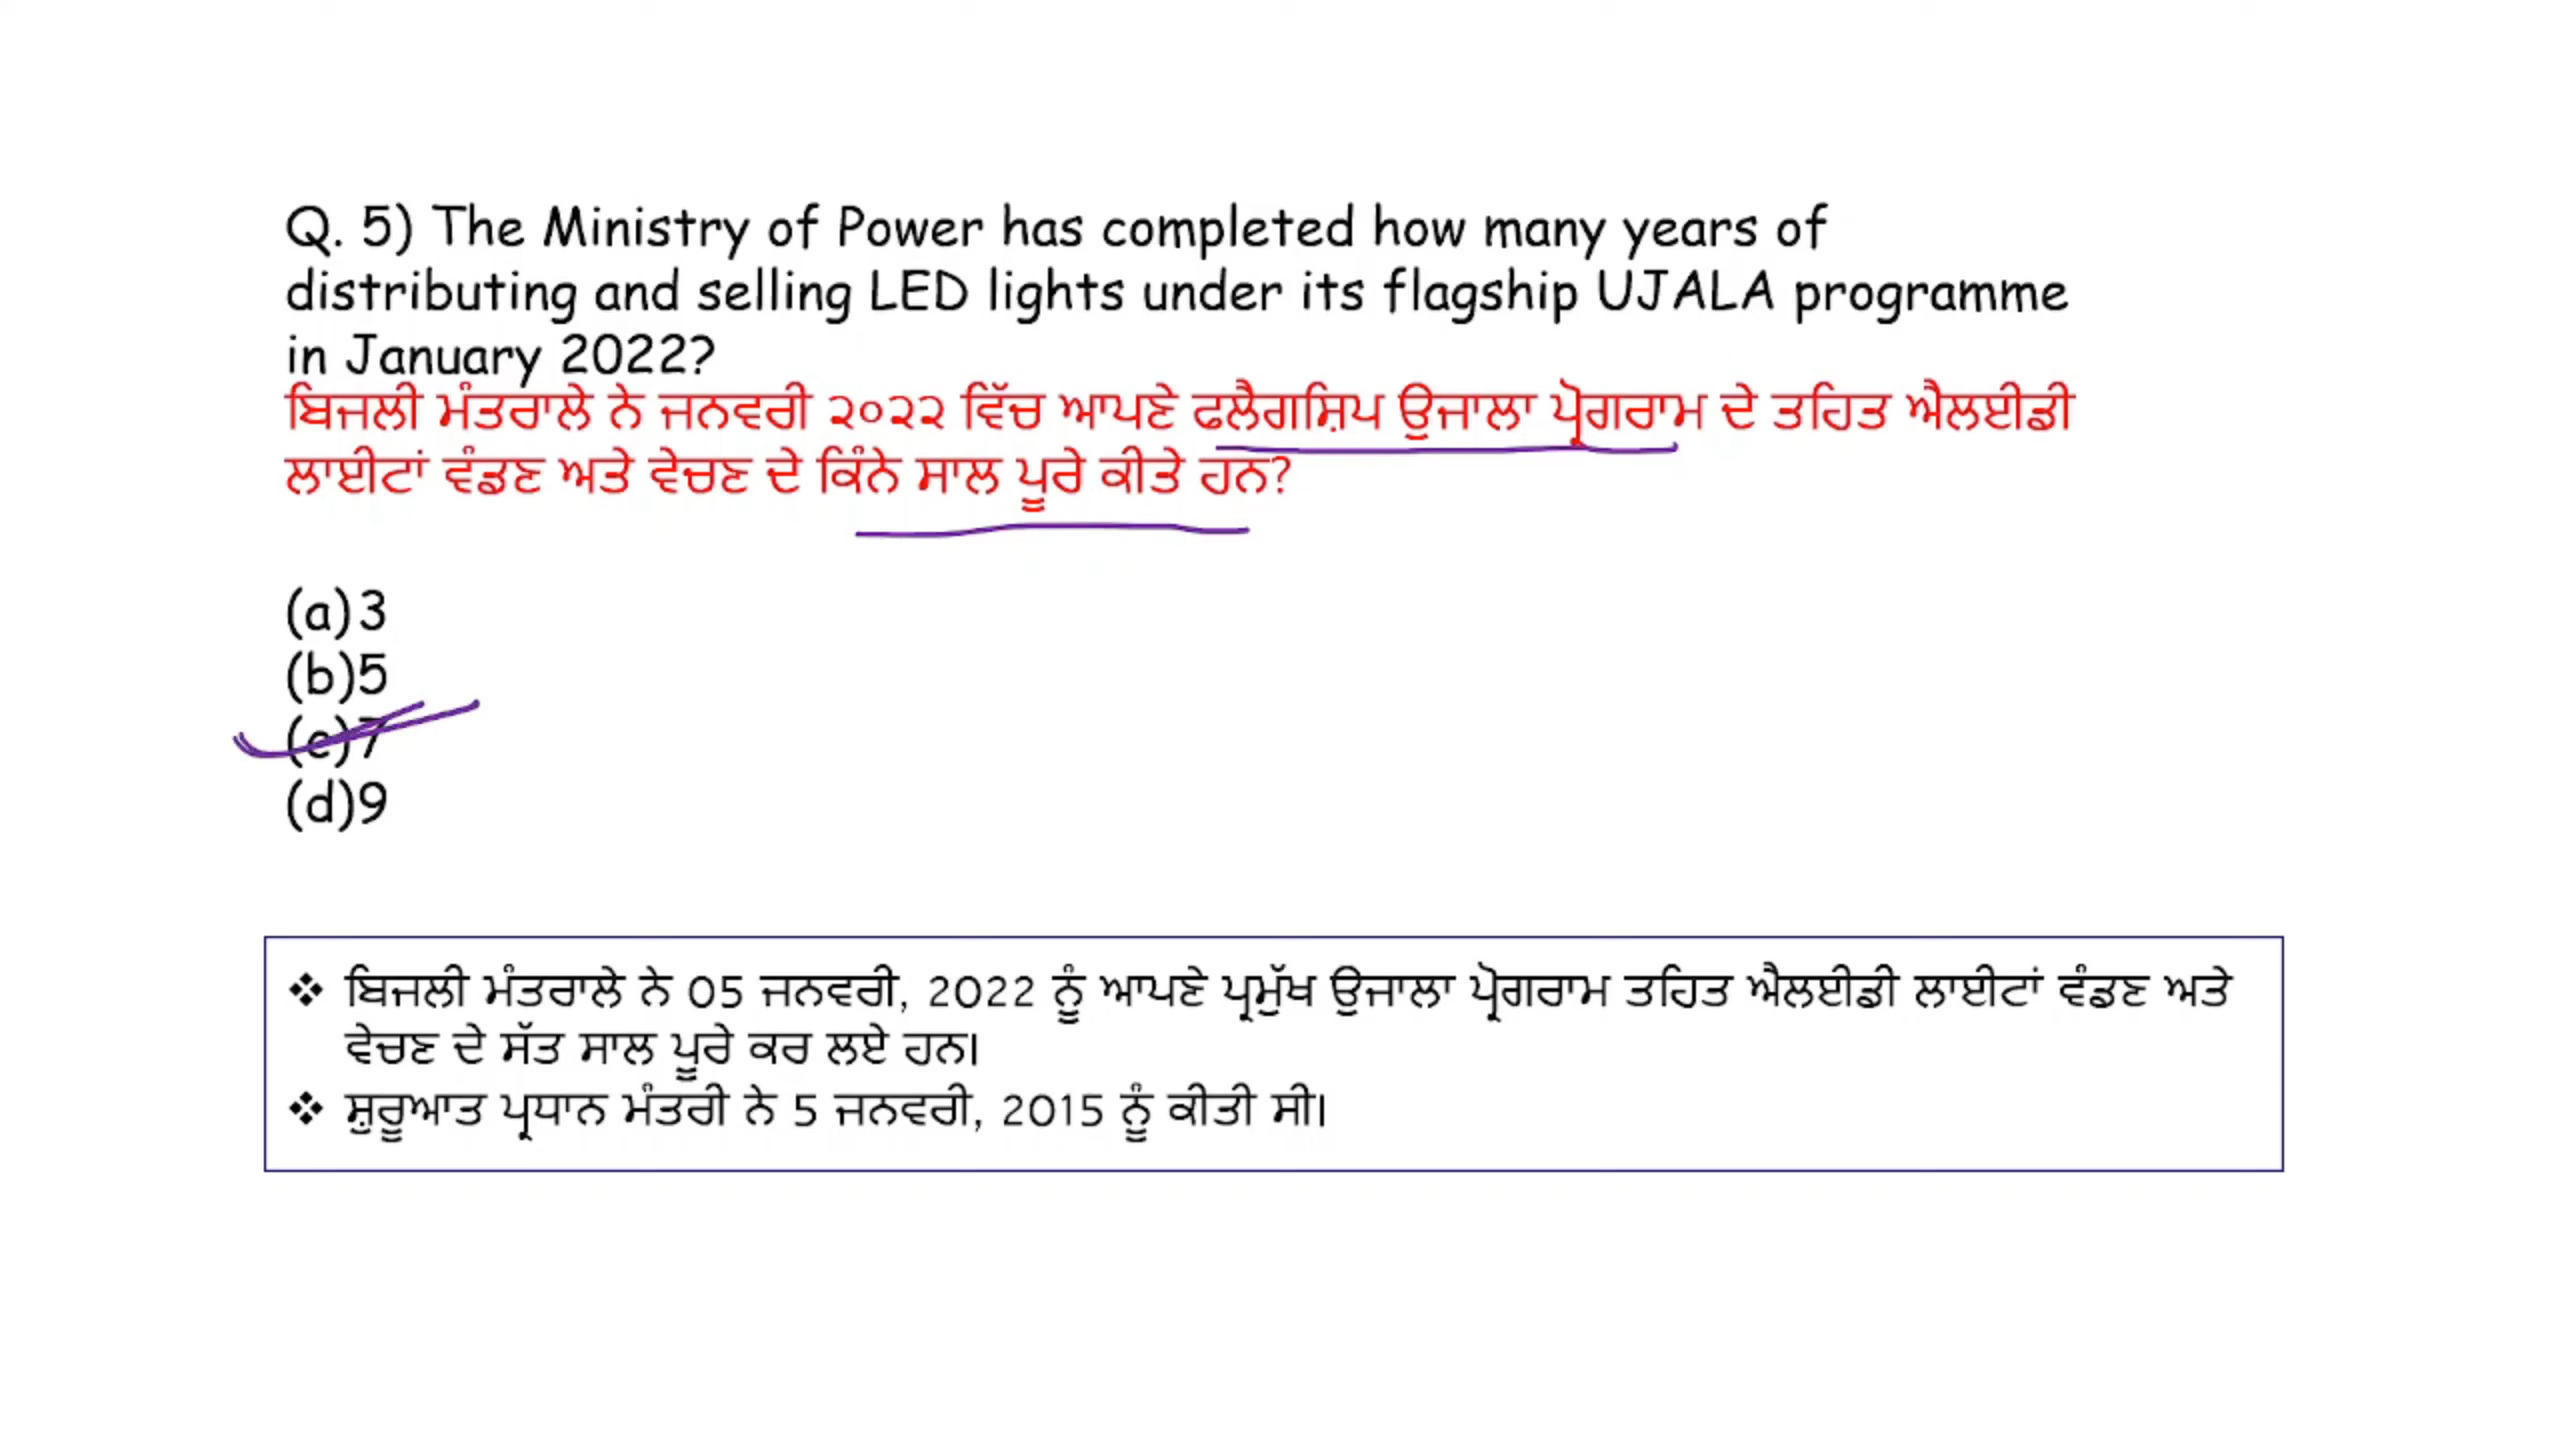 Q. 5) The Ministry of Power has completed how many years of
distributing and selling LED lights under its flagship UJALA programme
in January 2022?
ਬਿਜਲੀ ਮੰਤਰਾਲੇ ਨੇ ਜਨਵਰੀ ੨੦੨੨ ਵਿੱਚ ਆਪਣੇ ਫਲੈਗਸ਼ਿਪ ਉਜਾਲਾ ਪ੍ਰੋਗਰਾਮ ਦੇ ਤਹਿਤ ਐਲਈਡੀ
ਲਾਈਟਾਂ ਵੰਡਣ ਅਤੇ ਵੇਚਣ ਦੇ ਕਿੰਨੇ ਸਾਲ ਪੂਰੇ ਕੀਤੇ ਹਨ?
(a)3
(b)5
(c)7
(d)9
❖ ਬਿਜਲੀ ਮੰਤਰਾਲੇ ਨੇ 05 ਜਨਵਰੀ, 2022 ਨੂੰ ਆਪਣੇ ਪ੍ਰਮੁੱਖ ਉਜਾਲਾ ਪ੍ਰੋਗਰਾਮ ਤਹਿਤ ਐਲਈਡੀ ਲਾਈਟਾਂ ਵੰਡਣ ਅਤੇ
ਵੇਚਣ ਦੇ ਸੱਤ ਸਾਲ ਪੂਰੇ ਕਰ ਲਏ ਹਨ।
❖ ਸ਼ੁਰੂਆਤ ਪ੍ਰਧਾਨ ਮੰਤਰੀ ਨੇ 5 ਜਨਵਰੀ, 2015 ਨੂੰ ਕੀਤੀ ਸੀ।